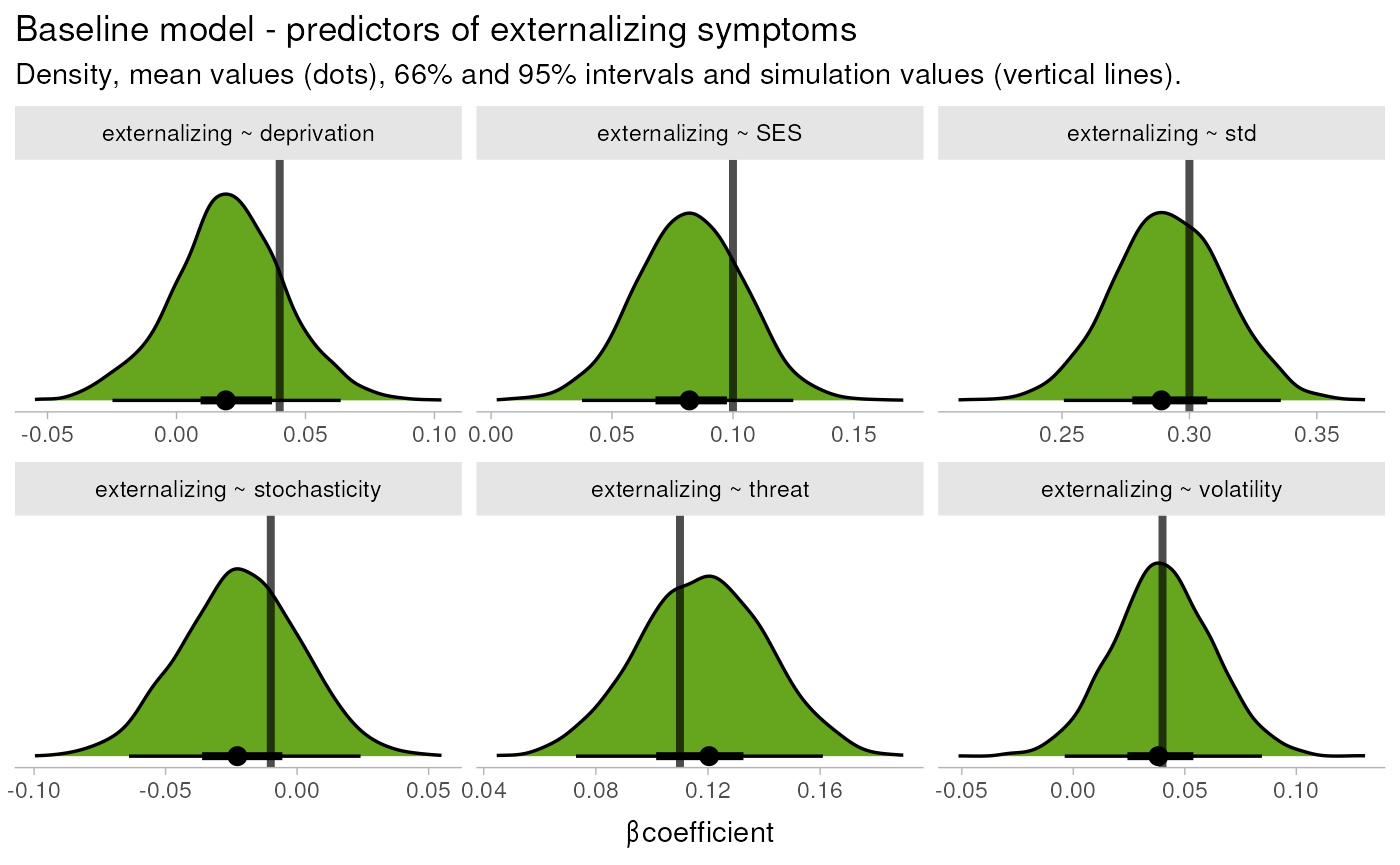 Baseline model - predictors of externalizing symptoms
Density, mean values (dots), 66% and 95% intervals and simulation values (vertical lines).
externalizing ~ deprivation
externalizing ~ SES
externalizing ~ std
-0.05 0.00 0.05 0.10
0.00 0.05 0.10 0.15
0.25 0.30 0.35
externalizing ~ stochasticity
externalizing ~ threat
externalizing ~ volatility
-0.10 -0.05 0.00 0.05
0.04 0.08 0.12 0.16
-0.05 0.00 0.05 0.10
βcoefficient